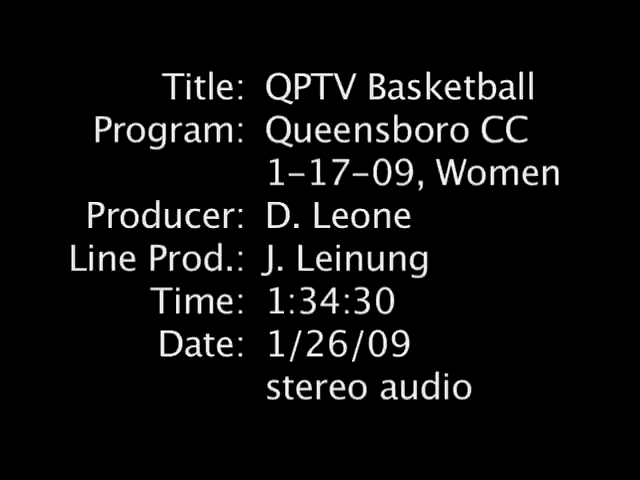 Title: QPTV Basketball
Program: Queensboro CC
1-17-09, Women
Producer: D. Leone
Line Prod.: J. Leinung
Time: 1:34:30
Date: 1/26/09
stereo audio